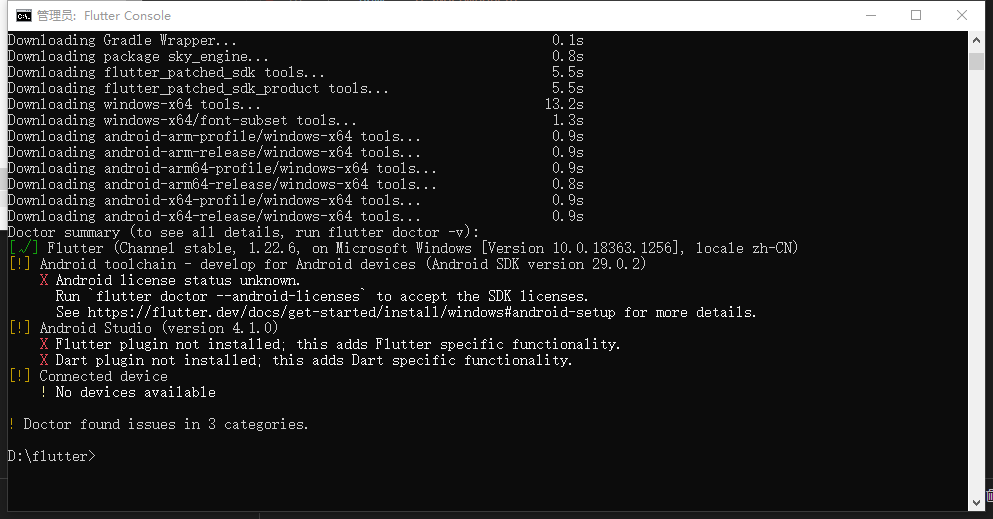 管理员: Flutter Console
Downloading Gradle Wrapper... 0.1s
Downloading package sky_engine... 0.8s
Downloading flutter_patched_sdk tools... 5.5s
Downloading flutter_patched_sdk_product tools... 5.5s
Downloading windows-x64 tools... 13.2s
Downloading windows-x64/font-subset tools... 1.3s
Downloading android-arm-profile/windows-x64 tools... 0.9s
Downloading android-arm-release/windows-x64 tools... 0.9s
Downloading android-arm64-profile/windows-x64 tools... 0.9s
Downloading android-arm64-release/windows-x64 tools... 0.8s
Downloading android-x64-profile/windows-x64 tools... 0.9s
Downloading android-x64-release/windows-x64 tools... 0.9s
Doctor summary (to see all details, run flutter doctor -v):
[√] Flutter (Channel stable, 1.22.6, on Microsoft Windows [Version 10.0.18363.1256], locale zh-CN)
[!] Android toolchain - develop for Android devices (Android SDK version 29.0.2)
X Android license status unknown.
Run `flutter doctor --android-licenses` to accept the SDK licenses.
See https://flutter.dev/docs/get-started/install/windows#android-setup for more details.
[!] Android Studio (version 4.1.0)
X Flutter plugin not installed; this adds Flutter specific functionality.
X Dart plugin not installed; this adds Dart specific functionality.
[!] Connected device
! No devices available
! Doctor found issues in 3 categories.
D:\flutter>